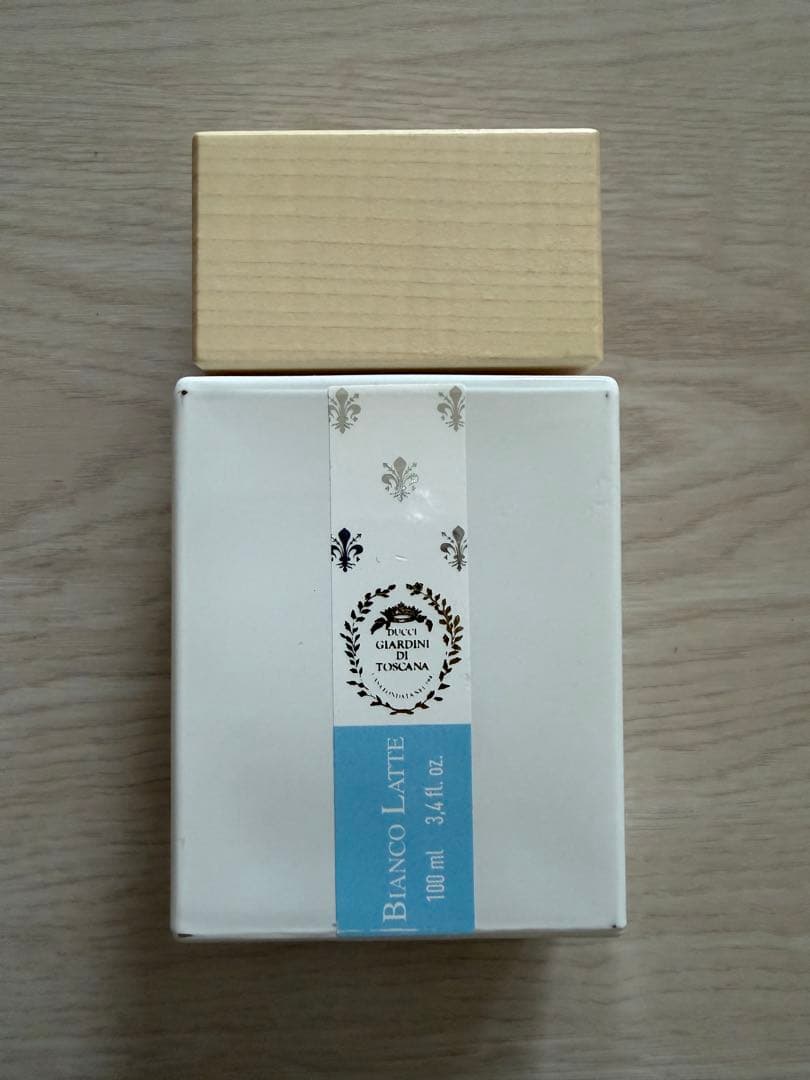 DUCCI
GIARDINI
DI
TOSCANA
BIANCO LATTE
100 ml 3,4 fl. oz.